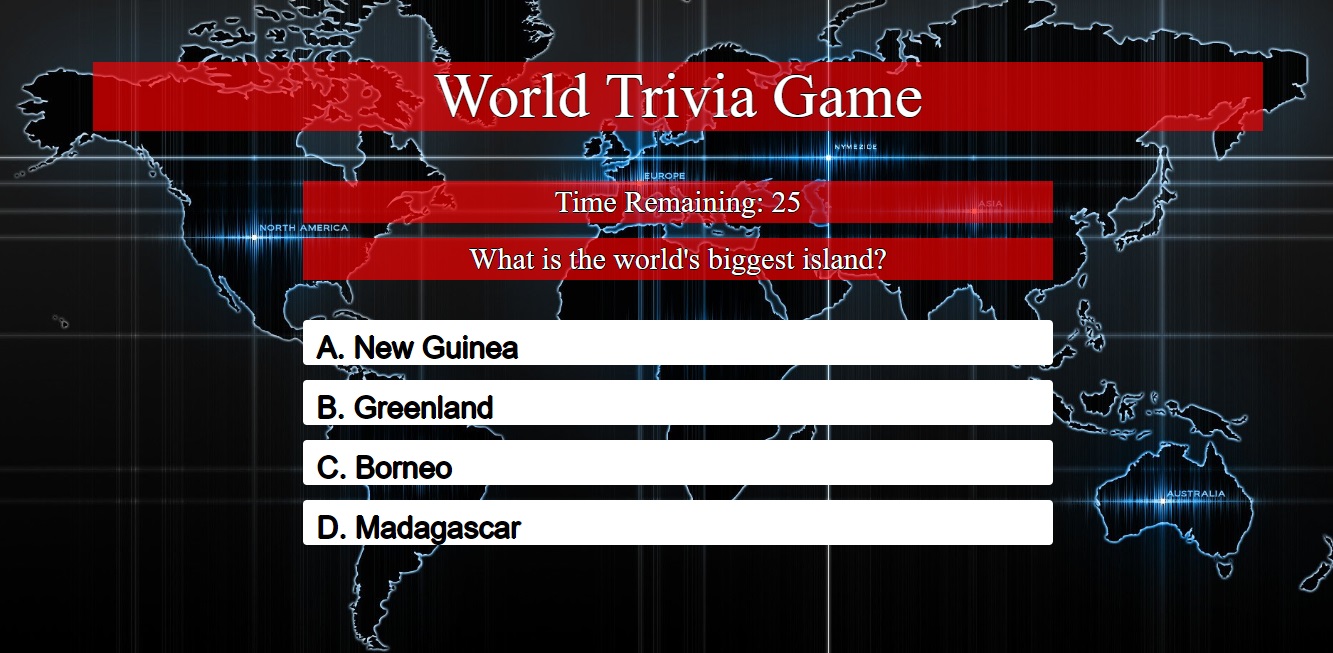 World Trivia Game
NYMEZIDE
EUROPE
Time Remaining: 25
ASIA
NORTH AMERICA
What is the world's biggest island?
A. New Guinea
B. Greenland
C. Borneo
AUSTRALIA
D. Madagascar